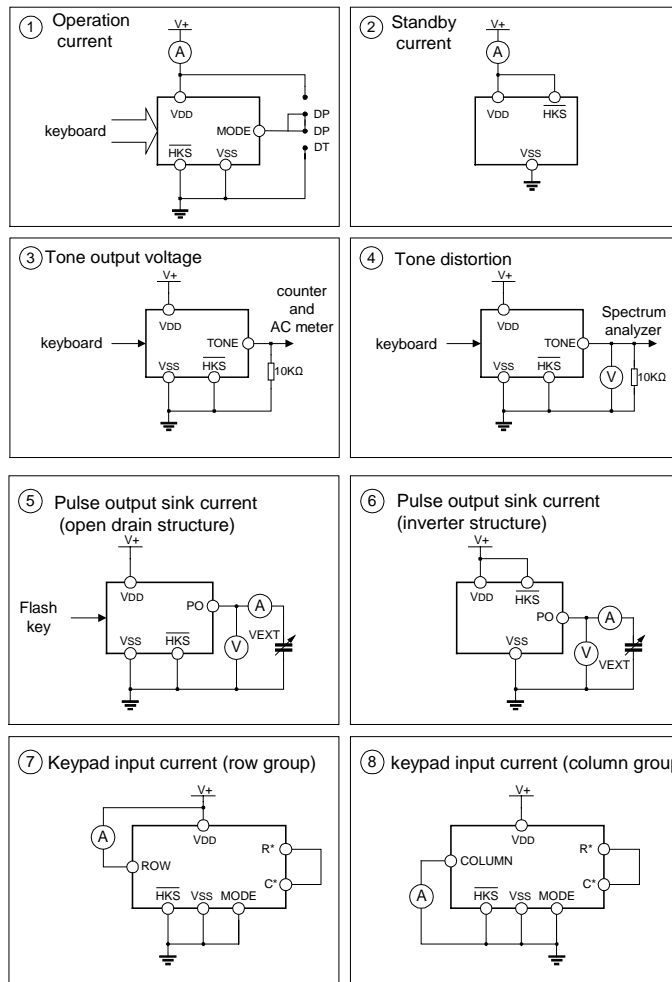 1 Operation
current
V+
A
VDD
DP
keyboard
MODE
DP
HKS
VSS
DT
2 Standby
current
V+
A
VDD
HKS
VSS
3 Tone output voltage
V+
counter
and
AC meter
VDD
keyboard
TONE
VSS
HKS
10KΩ
4 Tone distortion
V+
Spectrum
analyzer
VDD
keyboard
TONE
VSS
HKS
V
10KΩ
5 Pulse output sink current
(open drain structure)
V+
VDD
PO
A
Flash
key
VSS
HKS
V
VEXT
6 Pulse output sink current
(inverter structure)
V+
VDD
HKS
PO
A
VSS
V
VEXT
7 Keypad input current (row group)
V+
A
VDD
R*
ROW
C*
HKS
VSS
MODE
8 keypad input current (column group
V+
VDD
R*
COLUMN
A
C*
HKS
VSS
MODE